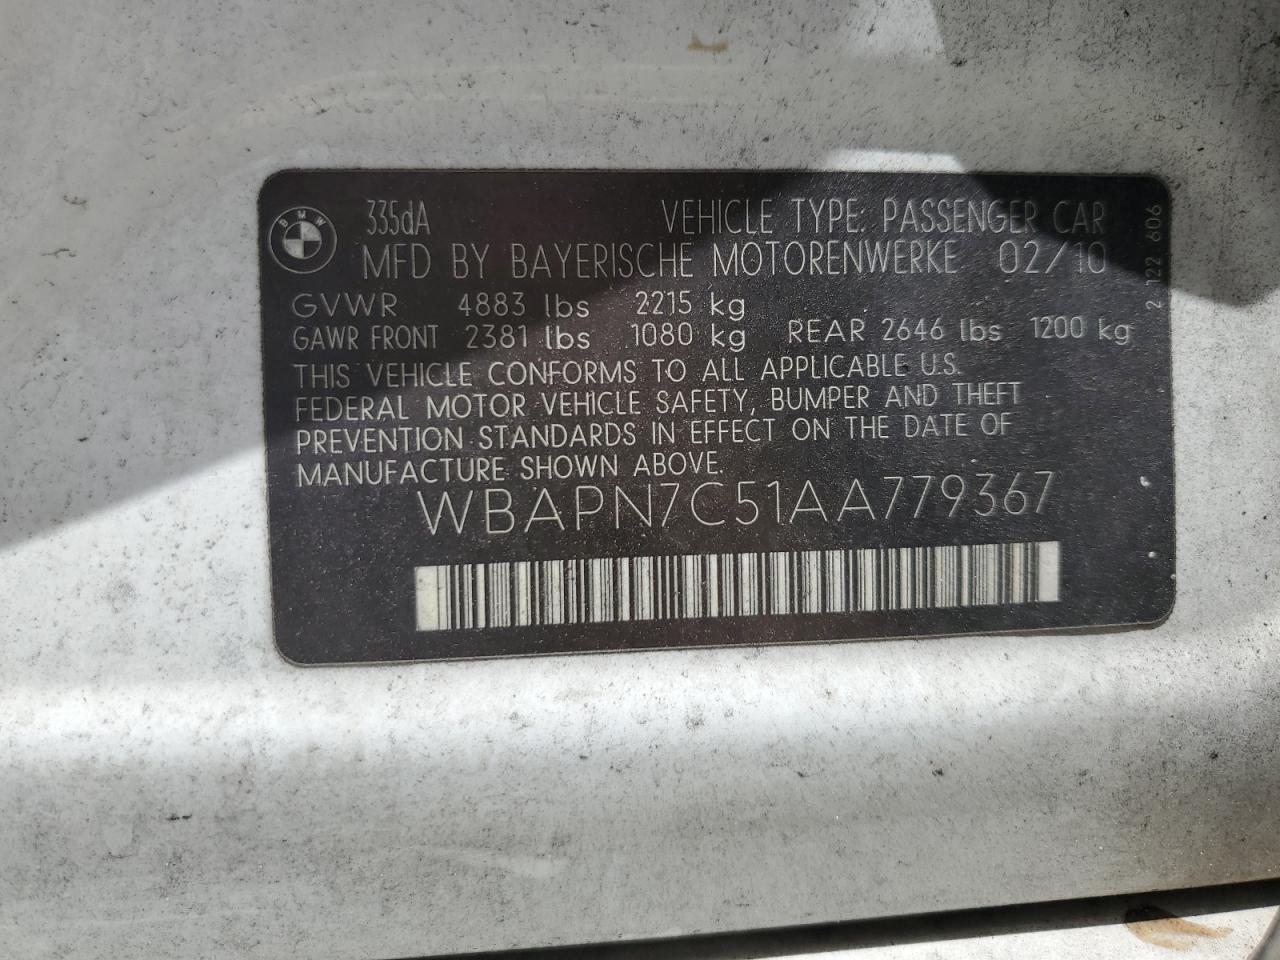 BMW
335dA VEHICLE TYPE: PASSENGER CAR
MFD BY BAYERISCHE MOTORENWERKE 02/10
GVWR 4883 lbs 2215 kg
GAWR FRONT 2381 lbs 1080 kg REAR 2646 lbs 1200 kg
THIS VEHICLE CONFORMS TO ALL APPLICABLE U.S.
FEDERAL MOTOR VEHICLE SAFETY, BUMPER AND THEFT
PREVENTION STANDARDS IN EFFECT ON THE DATE OF
MANUFACTURE SHOWN ABOVE.
WBAPN7C51AA779367
606